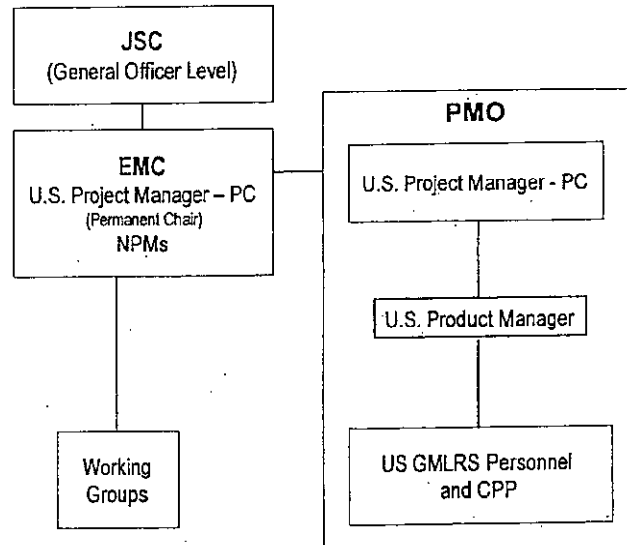 JSC
(General Officer Level)
EMC
U.S. Project Manager – PC
(Permanent Chair)
NPMs
Working
Groups
PMO
U.S. Project Manager - PC
U.S. Product Manager
US GMLRS Personnel
and CPP